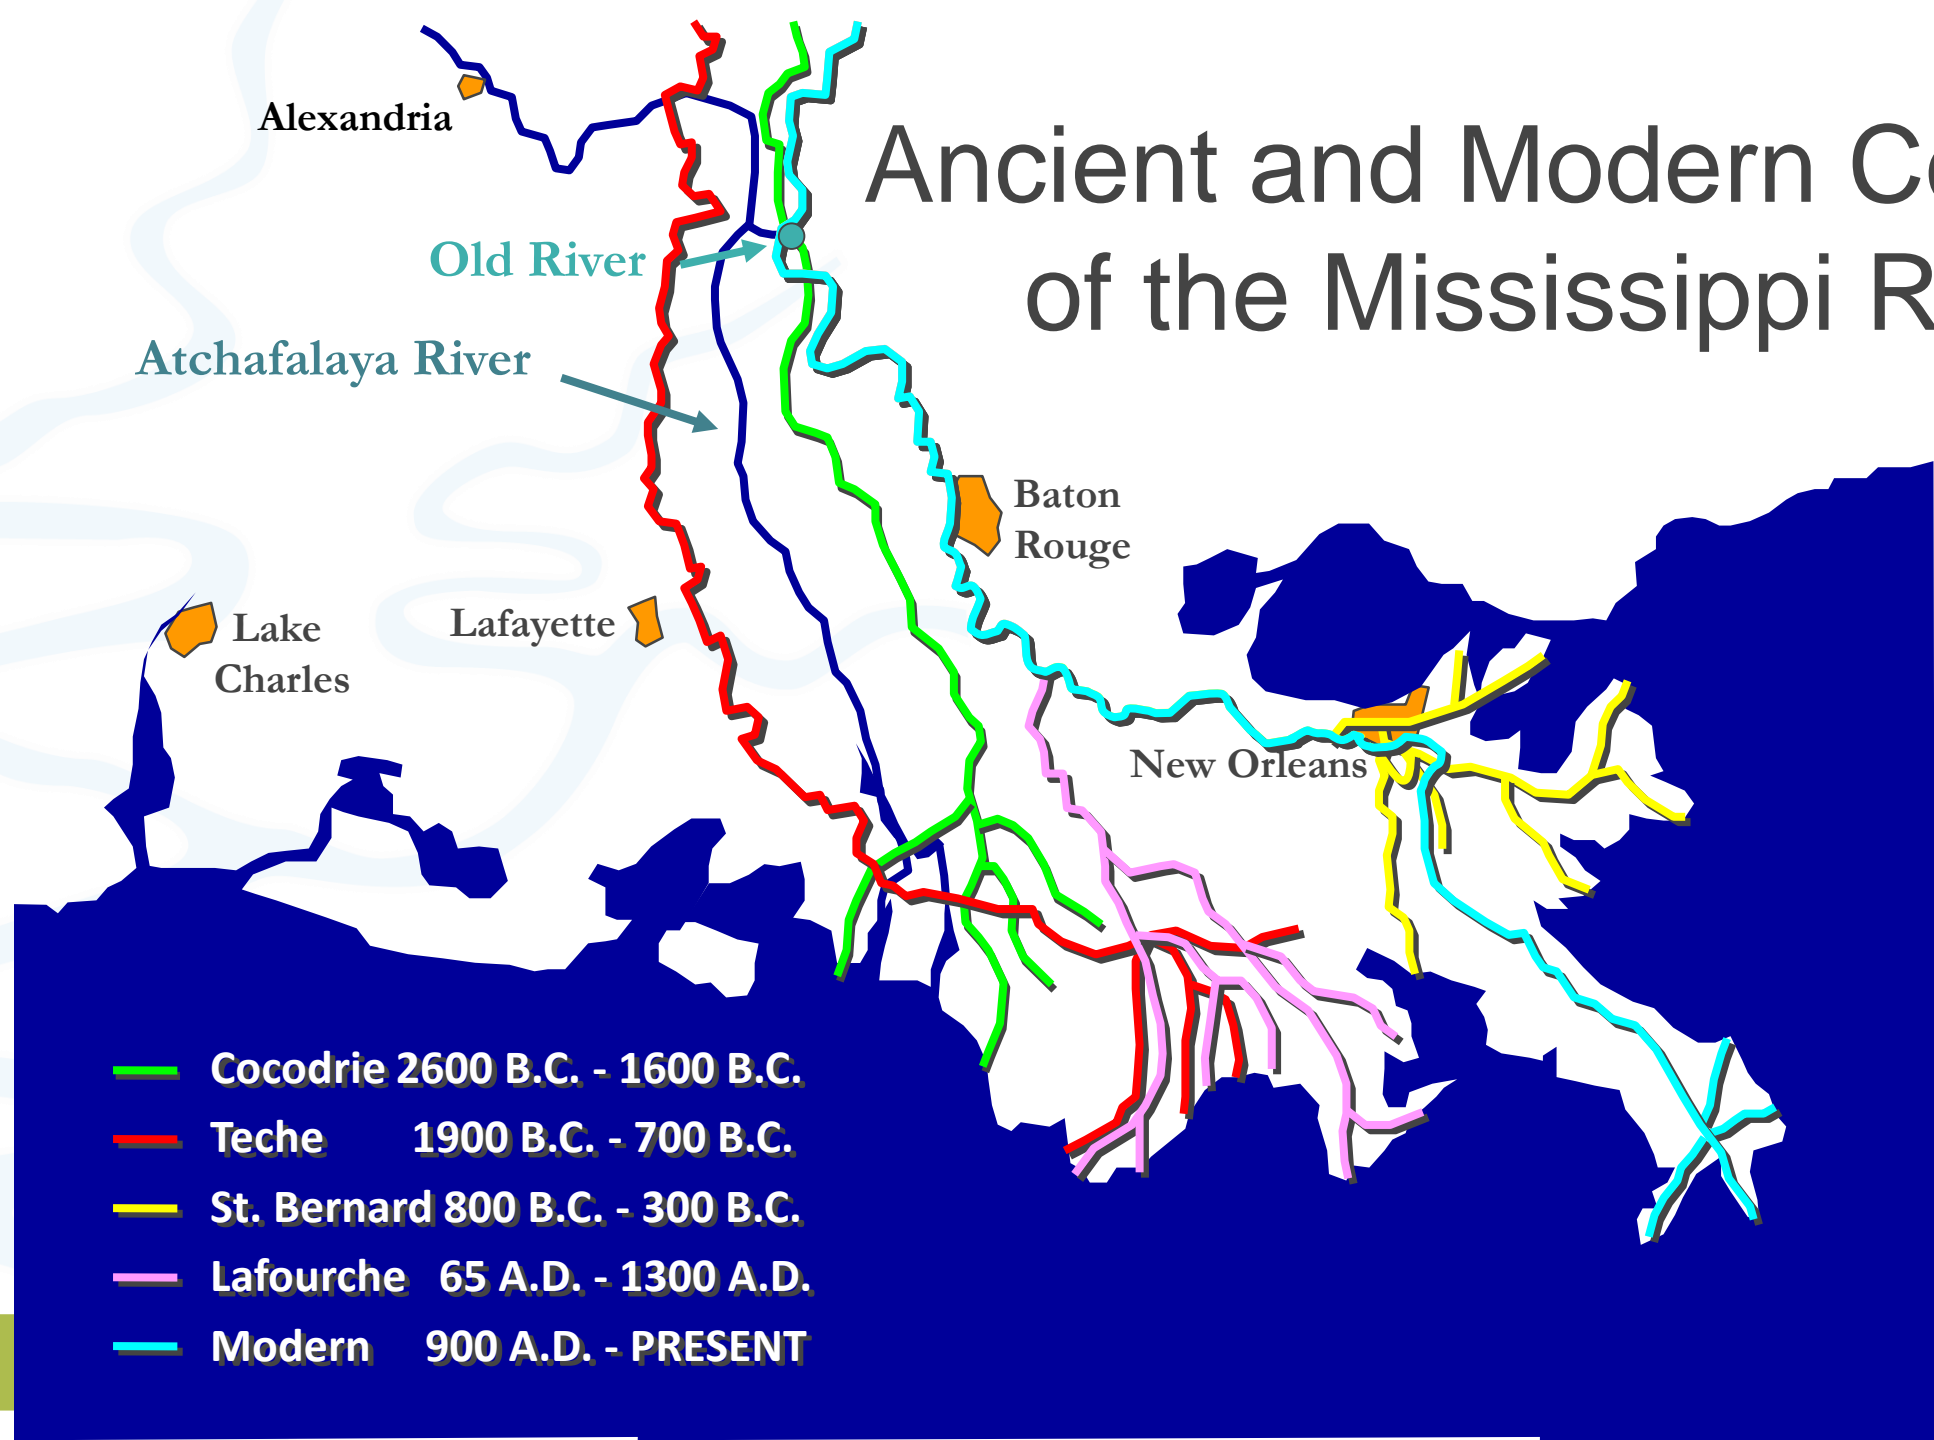 Ancient and Modern
of the Mississippi
Alexandria
Old River
Atchafalaya River
Baton
Rouge
Lake
Charles
Lafayette
New Orleans
Cocodrie 2600 B.C. - 1600 B.C.
Teche 1900 B.C. - 700 B.C.
St. Bernard 800 B.C. - 300 B.C.
Lafourche 65 A.D. - 1300 A.D.
Modern 900 A.D. - PRESENT